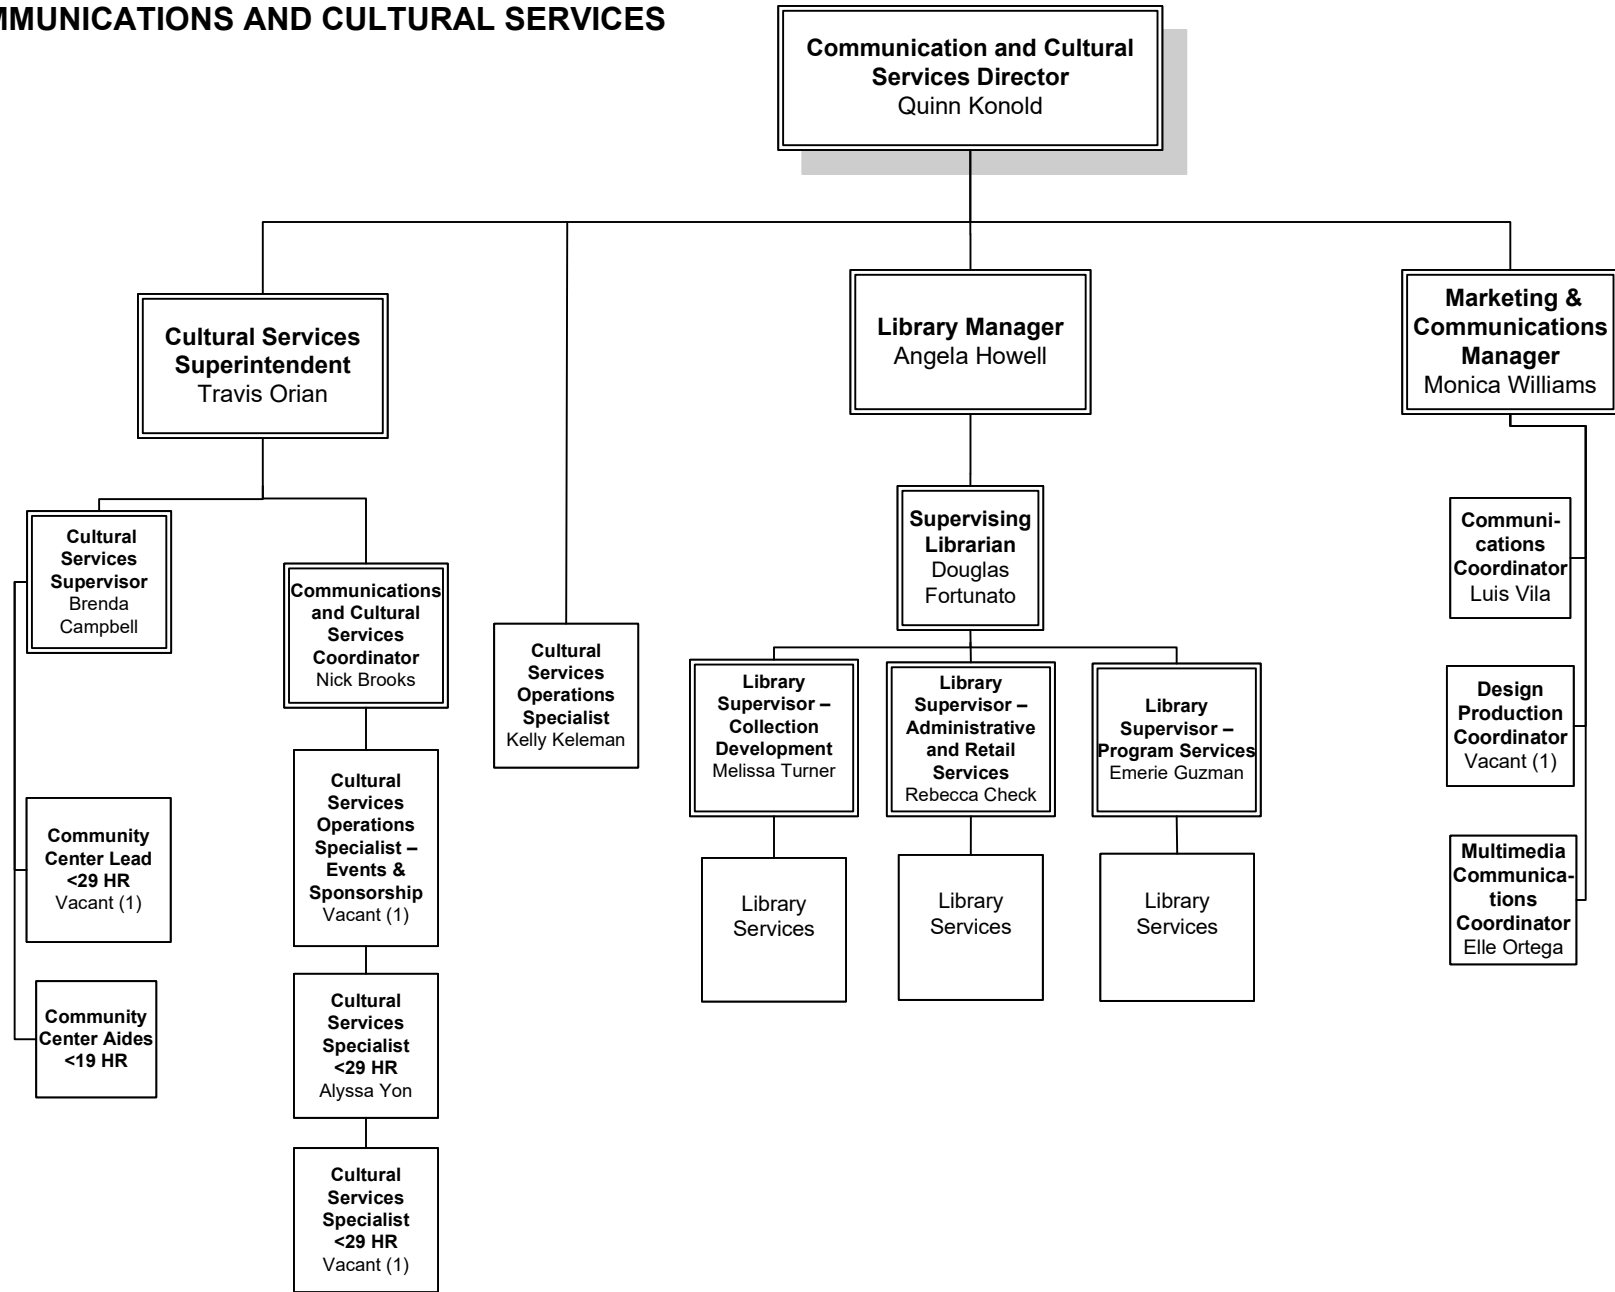 MMUNICATIONS AND CULTURAL SERVICES
Communication and Cultural
Services Director
Quinn Konold
Cultural Services
Superintendent
Travis Orian
Library Manager
Angela Howell
Marketing &
Communications
Manager
Monica Williams
Cultural
Services
Supervisor
Brenda
Campbell
Communications
and Cultural
Services
Coordinator
Nick Brooks
Cultural
Services
Operations
Specialist
Kelly Keleman
Supervising
Librarian
Douglas
Fortunato
Communi-
cations
Coordinator
Luis Vila
Library
Supervisor –
Collection
Development
Melissa Turner
Library
Supervisor –
Administrative
and Retail
Services
Rebecca Check
Library
Supervisor –
Program Services
Emerie Guzman
Design
Production
Coordinator
Vacant (1)
Community
Center Lead
<29 HR
Vacant (1)
Cultural
Services
Operations
Specialist –
Events &
Sponsorship
Vacant (1)
Library
Services
Library
Services
Library
Services
Multimedia
Communica-
tions
Coordinator
Elle Ortega
Community
Center Aides
<19 HR
Cultural
Services
Specialist
<29 HR
Alyssa Yon
Cultural
Services
Specialist
<29 HR
Vacant (1)